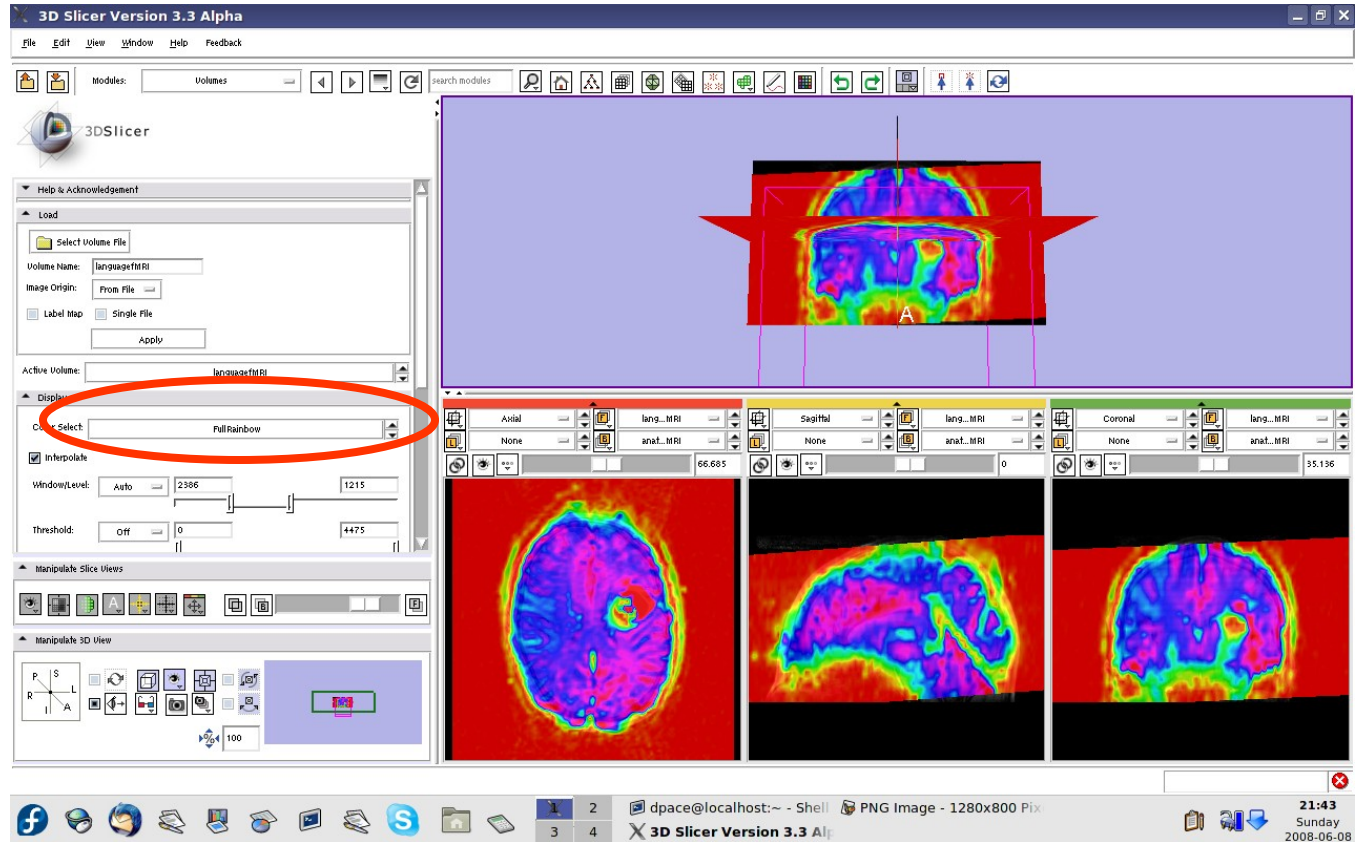 3D Slicer Version 3.3 Alpha
File Edit View Window Help Feedback
Modules: Volumes search modules
3DSlicer
Help & Acknowledgement
Load
Select Volume File
Volume Name: languagefMRI
Image Origin: From File
Label Map Single File
Apply
Active Volume: languagefMRI
Display
Color Select: FullRainbow
Interpolate
Window/Level: Auto 2386 1215
Threshold: Off 0 4475
Manipulate Slice Views
Manipulate 3D View
P S
R L
I A
% 100
A
Axial F lang...MRI
L None B anat...MRI
66.685
Sagittal F lang...MRI
L None B anat...MRI
0
Coronal F lang...MRI
L None B anat...MRI
35.136
1 2
3 4
dpace@localhost:~ - Shell
PNG Image - 1280x800 Pix
3D Slicer Version 3.3 Alp
21:43
Sunday
2008-06-08